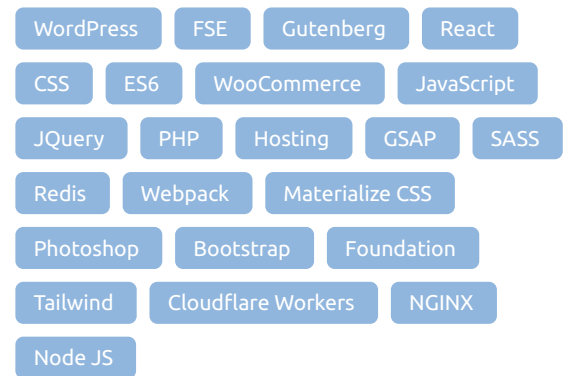 WordPress FSE Gutenberg React
CSS ES6 WooCommerce JavaScript
JQuery PHP Hosting GSAP SASS
Redis Webpack Materialize CSS
Photoshop Bootstrap Foundation
Tailwind Cloudflare Workers NGINX
Node JS